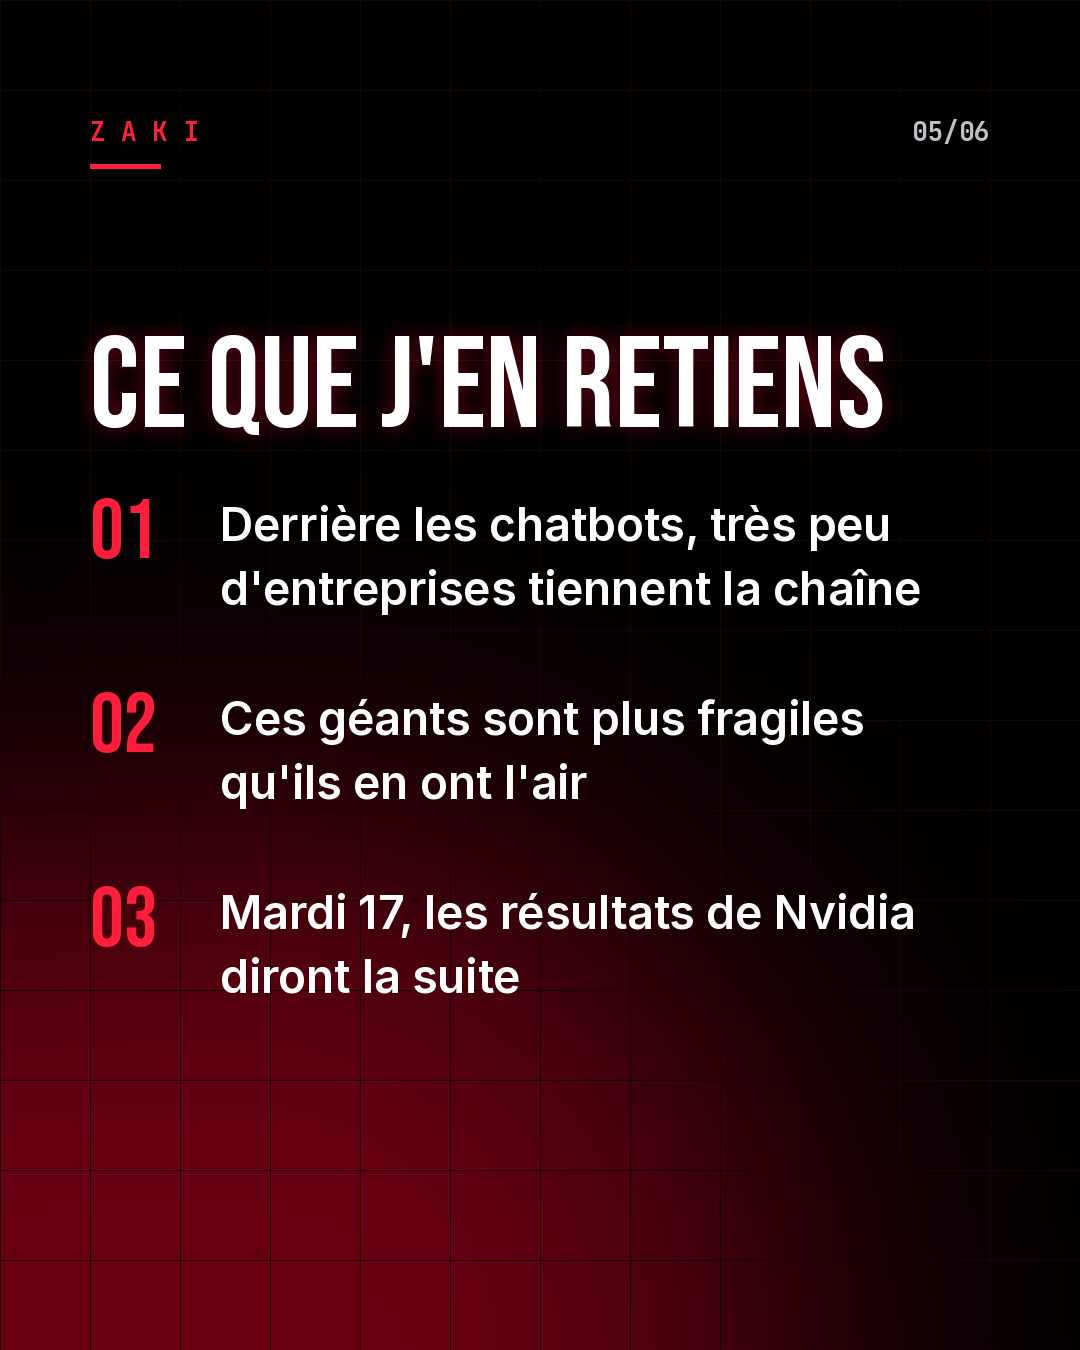 ZAKI
05/06
CE QUE J'EN RETIENS
01 Derrière les chatbots, très peu
d'entreprises tiennent la chaîne
02 Ces géants sont plus fragiles
qu'ils en ont l'air
03 Mardi 17, les résultats de Nvidia
diront la suite